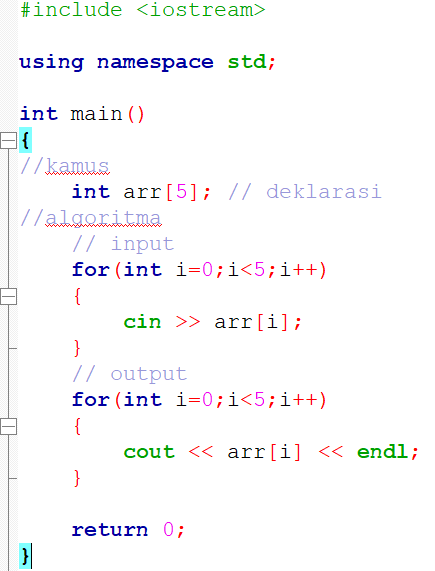 #include <iostream>
using namespace std;
int main()
{
//kamus
int arr[5]; // deklarasi
//algoritma
// input
for(int i=0;i<5;i++)
{
cin >> arr[i];
}
// output
for(int i=0;i<5;i++)
{
cout << arr[i] << endl;
}
return 0;
}